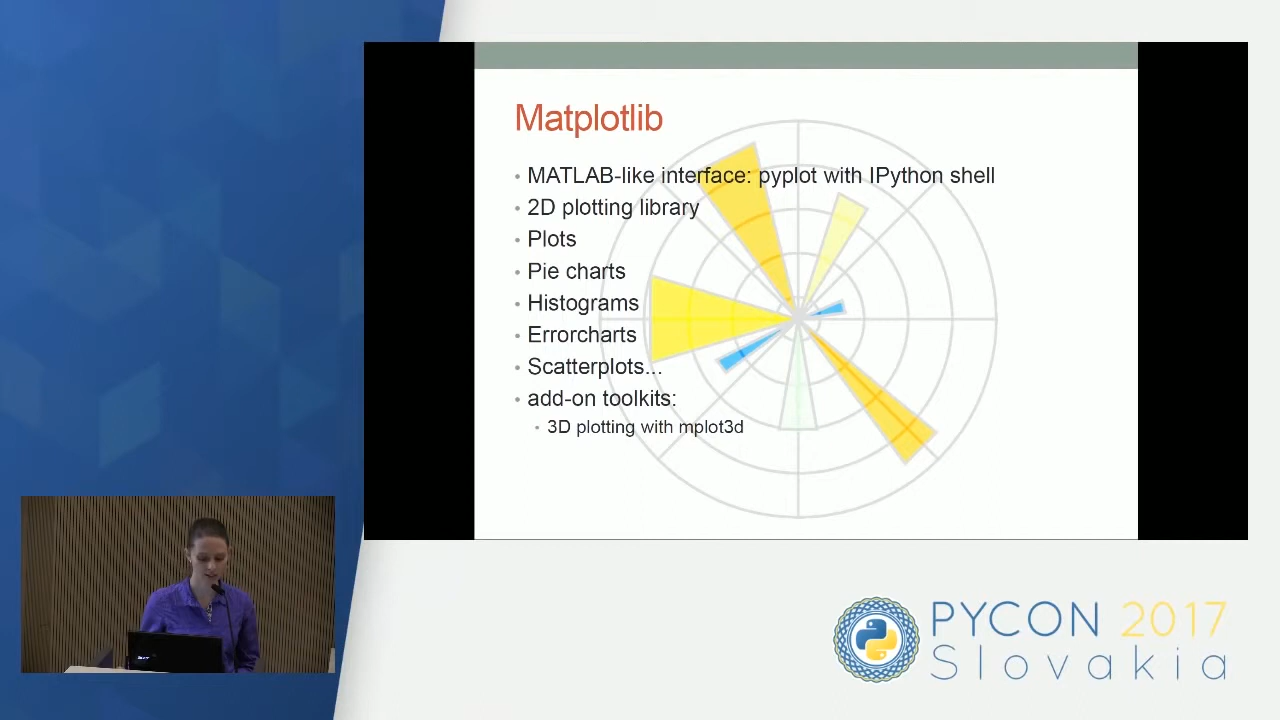 Matplotlib
• MATLAB-like interface: pyplot with IPython shell
• 2D plotting library
• Plots
• Pie charts
• Histograms
• Errorcharts
• Scatterplots...
• add-on toolkits:
• 3D plotting with mplot3d
PYCON 2017
Slovakia